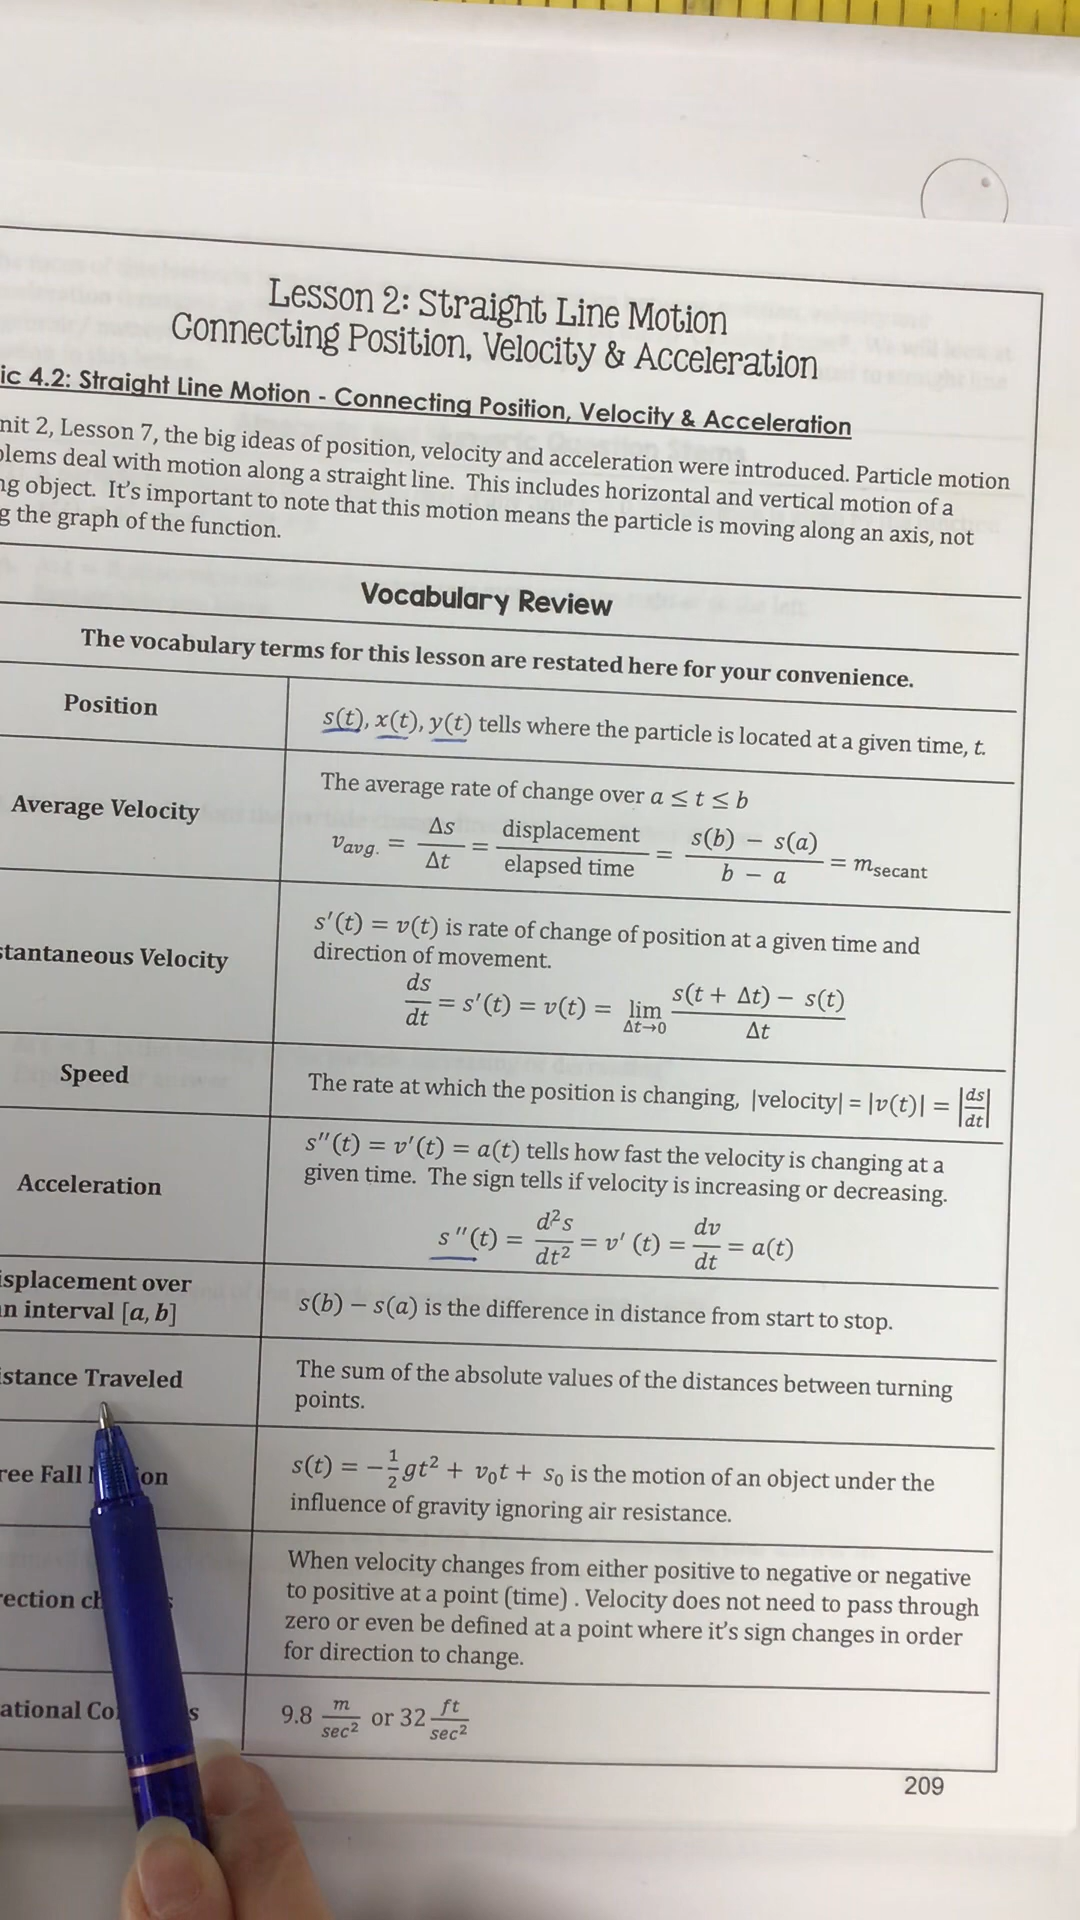 Lesson 2: Straight Line Motion
Connecting Position, Velocity & Acceleration
ic 4.2: Straight Line Motion - Connecting Position, Velocity & Acceleration
nit 2, Lesson 7, the big ideas of position, velocity and acceleration were introduced. Particle motion
lems deal with motion along a straight line. This includes horizontal and vertical motion of a
ng object. It's important to note that this motion means the particle is moving along an axis, not
g the graph of the function.
Vocabulary Review
The vocabulary terms for this lesson are restated here for your convenience.
Position
s(t), x(t), y(t) tells where the particle is located at a given time, t.
Average Velocity
The average rate of change over a ≤ t ≤ b
v_avg. = Δs/Δt = displacement/elapsed time = (s(b) − s(a))/(b − a) = m_secant
stantaneous Velocity
s′(t) = v(t) is rate of change of position at a given time and
direction of movement.
ds/dt = s′(t) = v(t) = lim_Δt→0 (s(t + Δt) − s(t))/Δt
Speed
The rate at which the position is changing, |velocity| = |v(t)| = |ds/dt|
Acceleration
s″(t) = v′(t) = a(t) tells how fast the velocity is changing at a
given time. The sign tells if velocity is increasing or decreasing.
s″(t) = d²s/dt² = v′(t) = dv/dt = a(t)
isplacement over
n interval [a, b]
s(b) − s(a) is the difference in distance from start to stop.
istance Traveled
The sum of the absolute values of the distances between turning
points.
ree Fall M on
s(t) = −½gt² + v₀t + s₀ is the motion of an object under the
influence of gravity ignoring air resistance.
rection ch s
When velocity changes from either positive to negative or negative
to positive at a point (time) . Velocity does not need to pass through
zero or even be defined at a point where it's sign changes in order
for direction to change.
ational Co s
9.8 m/sec² or 32 ft/sec²
209